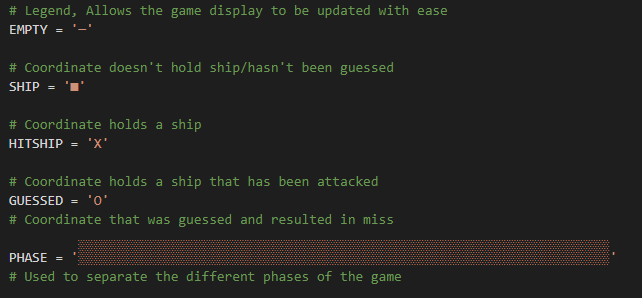 # Legend, Allows the game display to be updated with ease
EMPTY = '—'
# Coordinate doesn't hold ship/hasn't been guessed
SHIP = '■'
# Coordinate holds a ship
HITSHIP = 'X'
# Coordinate holds a ship that has been attacked
GUESSED = 'O'
# Coordinate that was guessed and resulted in miss
PHASE = '▒▒▒▒▒▒▒▒▒▒▒▒▒▒▒▒▒▒▒▒▒▒▒▒▒▒▒▒▒▒▒▒▒▒▒▒▒▒▒▒▒▒▒▒▒▒▒▒▒▒▒▒▒▒▒▒▒▒▒▒▒▒▒▒▒▒▒▒'
# Used to separate the different phases of the game